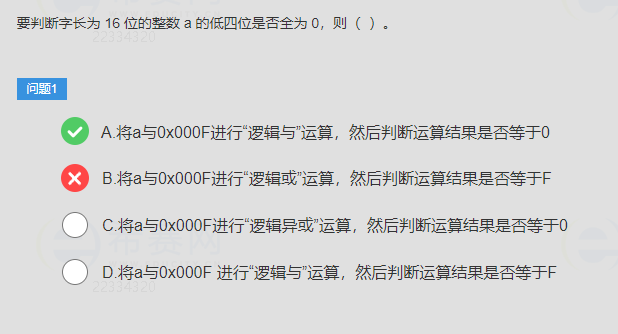 要判断字长为 16 位的整数 a 的低四位是否全为 0，则（ ）。
22334320
问题1
A.将a与0x000F进行“逻辑与”运算，然后判断运算结果是否等于0
B.将a与0x000F进行“逻辑或”运算，然后判断运算结果是否等于F
C.将a与0x000F进行“逻辑异或”运算，然后判断运算结果是否等于0
希赛网
D.将a与0x000F 进行“逻辑与”运算，然后判断运算结果是否等于F
22334320